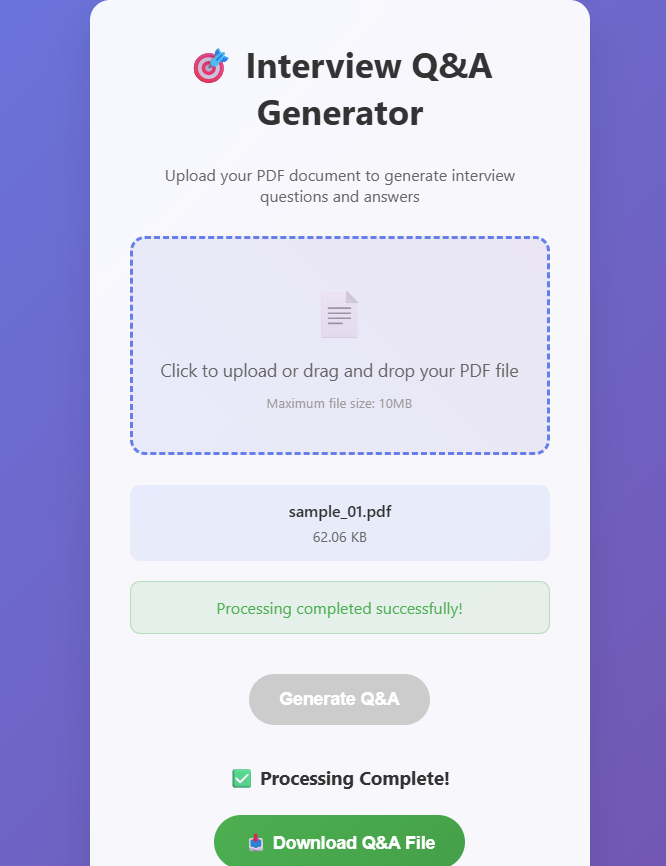 Interview Q&A
Generator
Upload your PDF document to generate interview
questions and answers
Click to upload or drag and drop your PDF file
Maximum file size: 10MB
sample_01.pdf
62.06 KB
Processing completed successfully!
Generate Q&A
Processing Complete!
Download Q&A File